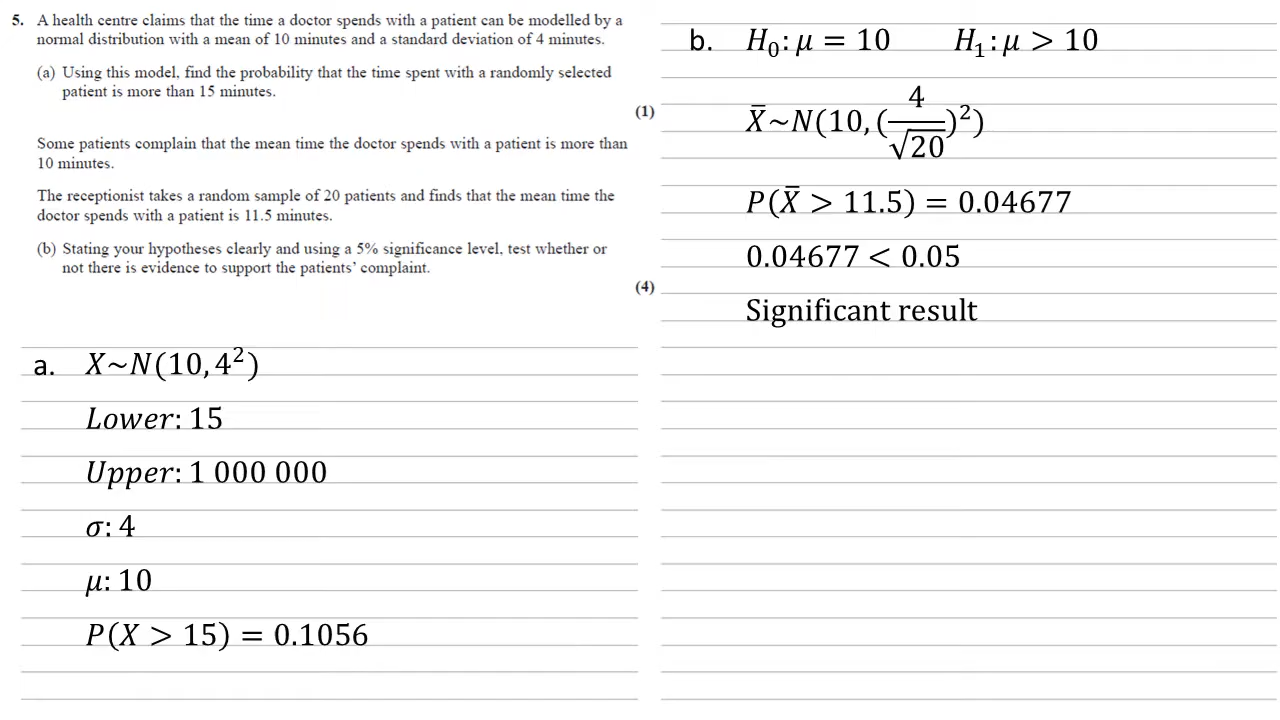 5. A health centre claims that the time a doctor spends with a patient can be modelled by a
normal distribution with a mean of 10 minutes and a standard deviation of 4 minutes.
(a) Using this model, find the probability that the time spent with a randomly selected
patient is more than 15 minutes.
(1)
Some patients complain that the mean time the doctor spends with a patient is more than
10 minutes.
The receptionist takes a random sample of 20 patients and finds that the mean time the
doctor spends with a patient is 11.5 minutes.
(b) Stating your hypotheses clearly and using a 5% significance level, test whether or
not there is evidence to support the patients' complaint.
(4)
a. X~N(10, 4²)
Lower: 15
Upper: 1 000 000
σ: 4
μ: 10
P(X > 15) = 0.1056
b. H₀: μ = 10 H₁: μ > 10
X̄~N(10, (4/√20)²)
P(X̄ > 11.5) = 0.04677
0.04677 < 0.05
Significant result